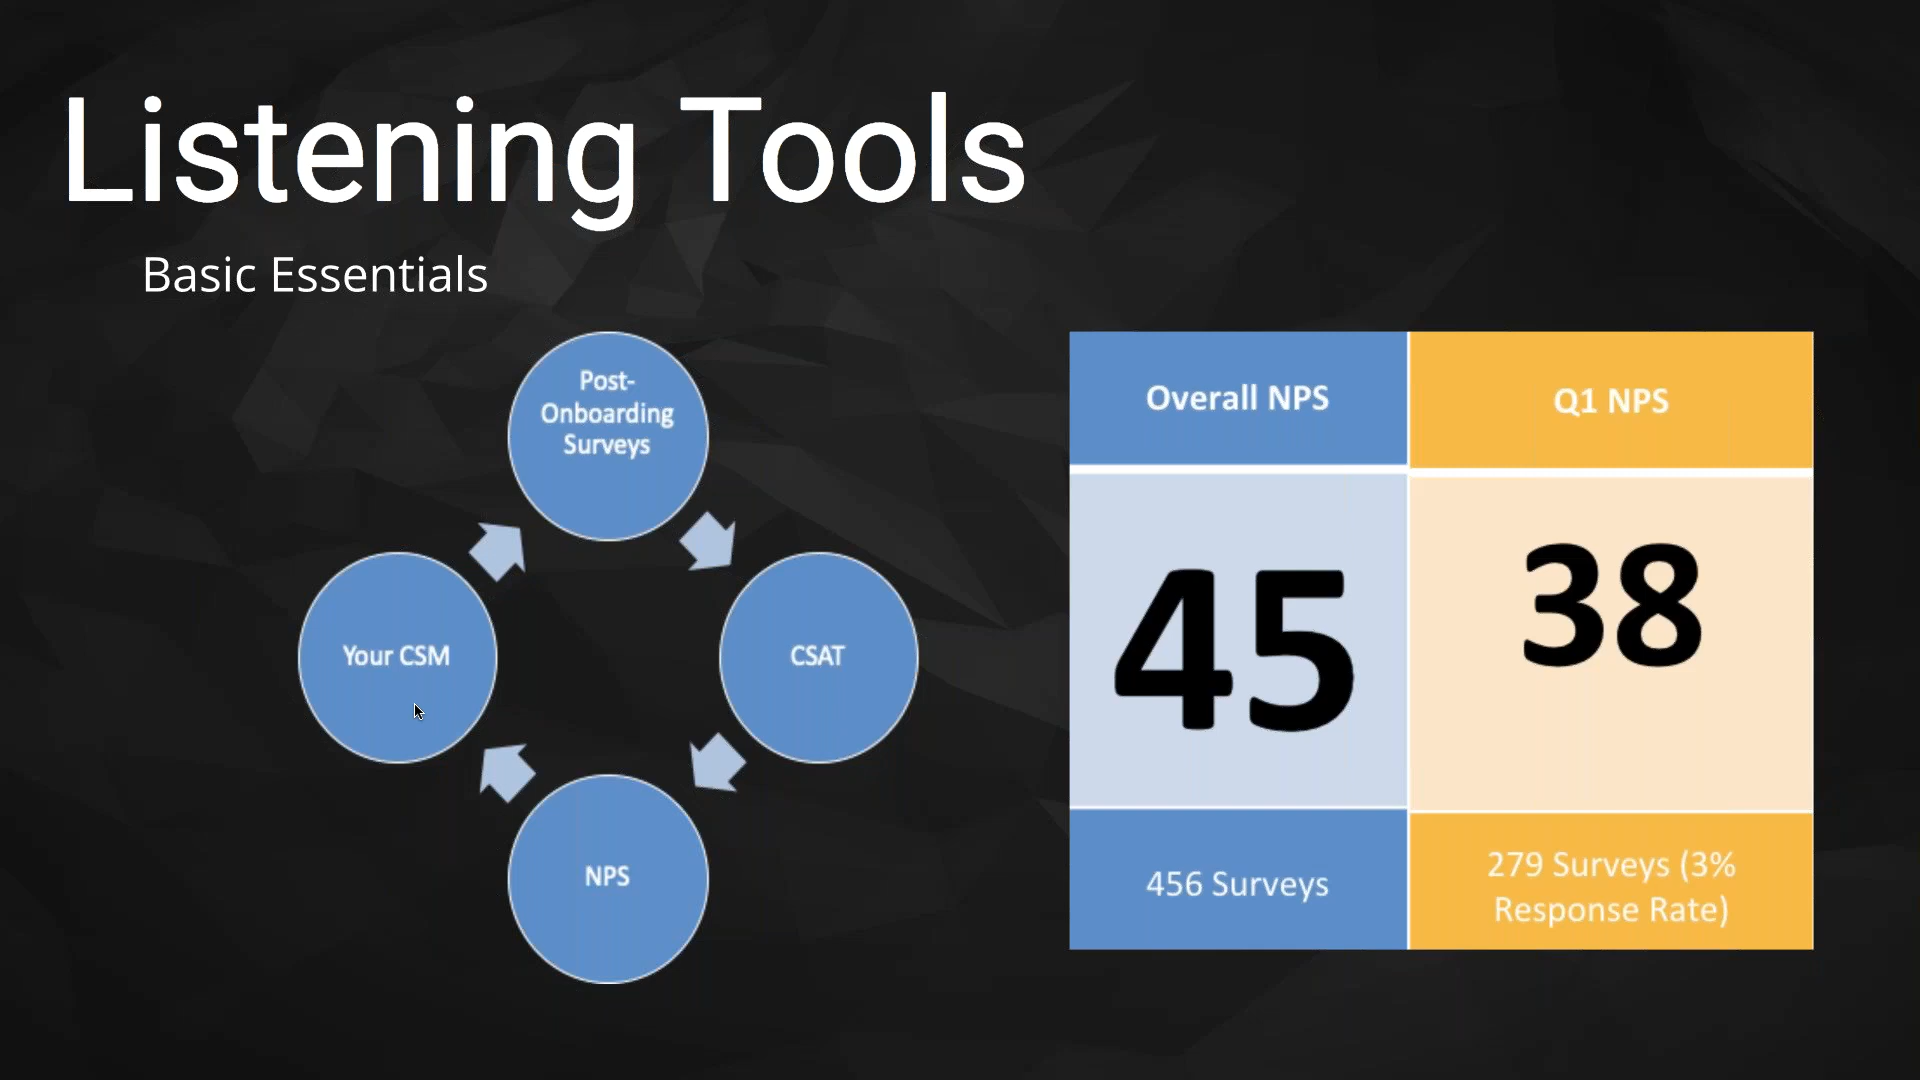 Listening Tools
Basic Essentials
Post-
Onboarding
Surveys
CSAT
NPS
Your CSM
Overall NPS
45
456 Surveys
Q1 NPS
38
279 Surveys (3%
Response Rate)